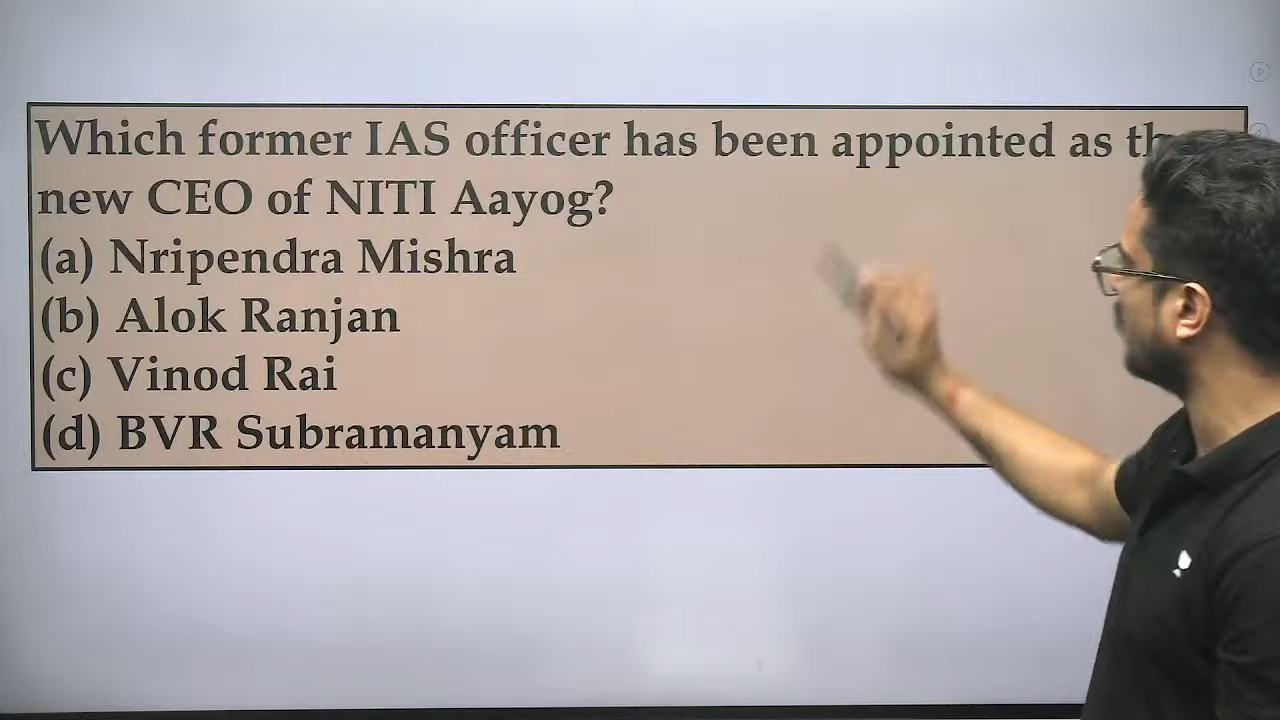 Which former IAS officer has been appointed as
new CEO of NITI Aayog?
(a) Nripendra Mishra
(b) Alok Ranjan
(c) Vinod Rai
(d) BVR Subramanyam